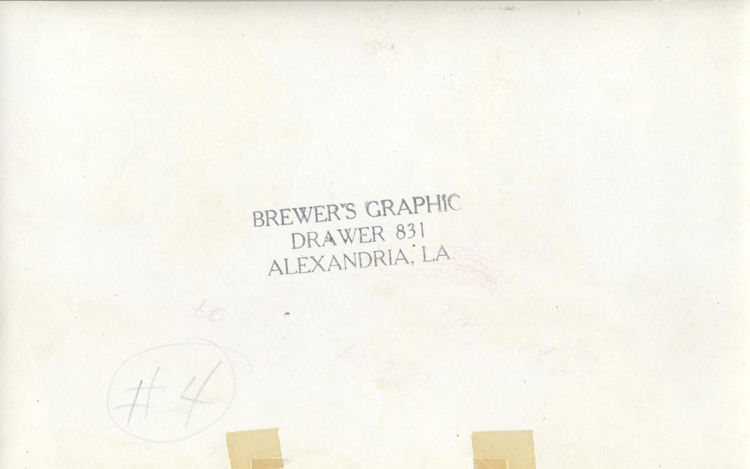 BREWER'S GRAPHIC
DRAWER 831
ALEXANDRIA, LA
#4